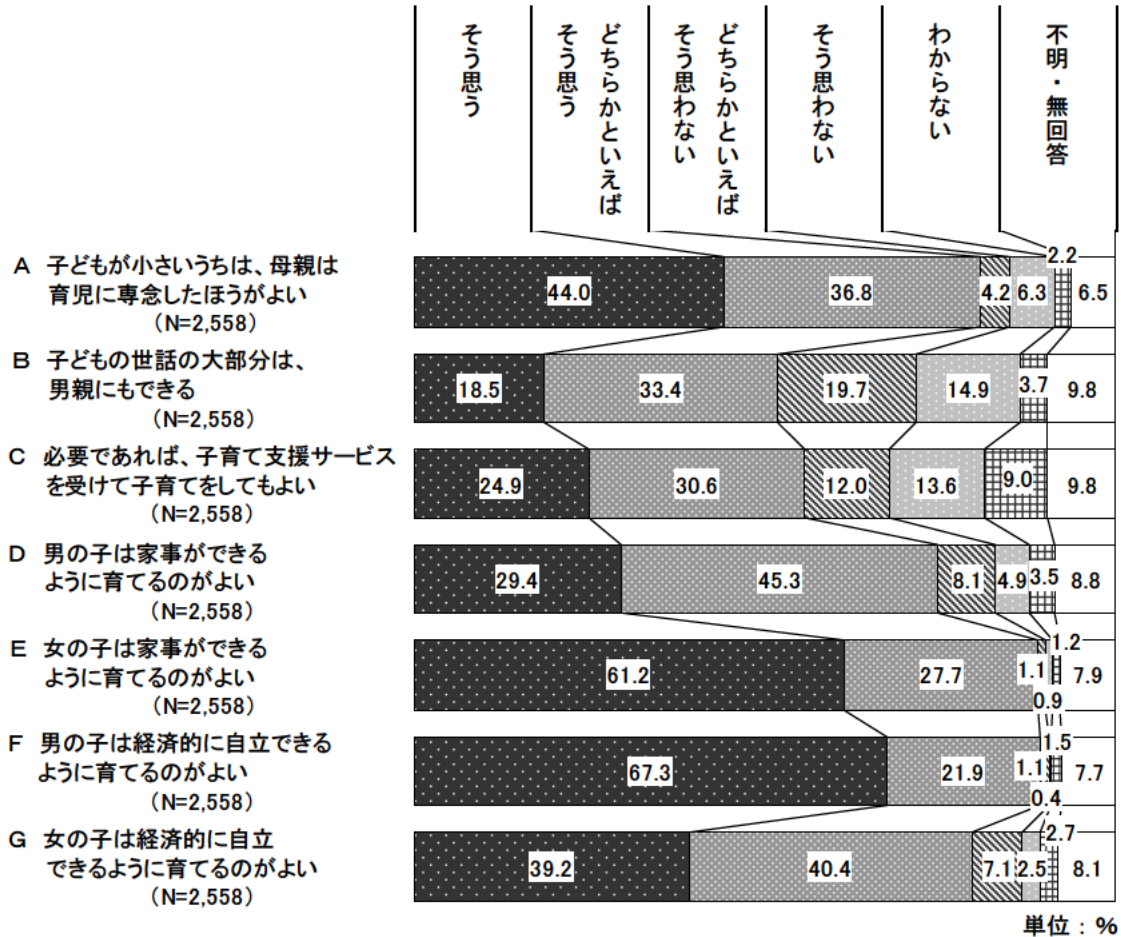 そう思う
どちらかといえば
そう思う
どちらかといえば
そう思わない
そう思わない
わからない
不明・無回答
A 子どもが小さいうちは、母親は
育児に専念したほうがよい
（N=2,558）
44.0 36.8 4.2 6.3 2.2 6.5
B 子どもの世話の大部分は、
男親にもできる
（N=2,558）
18.5 33.4 19.7 14.9 3.7 9.8
C 必要であれば、子育て支援サービス
を受けて子育てをしてもよい
（N=2,558）
24.9 30.6 12.0 13.6 9.0 9.8
D 男の子は家事ができる
ように育てるのがよい
（N=2,558）
29.4 45.3 8.1 4.9 3.5 8.8
E 女の子は家事ができる
ように育てるのがよい
（N=2,558）
61.2 27.7 1.1 0.9 1.2 7.9
F 男の子は経済的に自立できる
ように育てるのがよい
（N=2,558）
67.3 21.9 1.1 0.4 1.5 7.7
G 女の子は経済的に自立
できるように育てるのがよい
（N=2,558）
39.2 40.4 7.1 2.5 2.7 8.1
単位：%